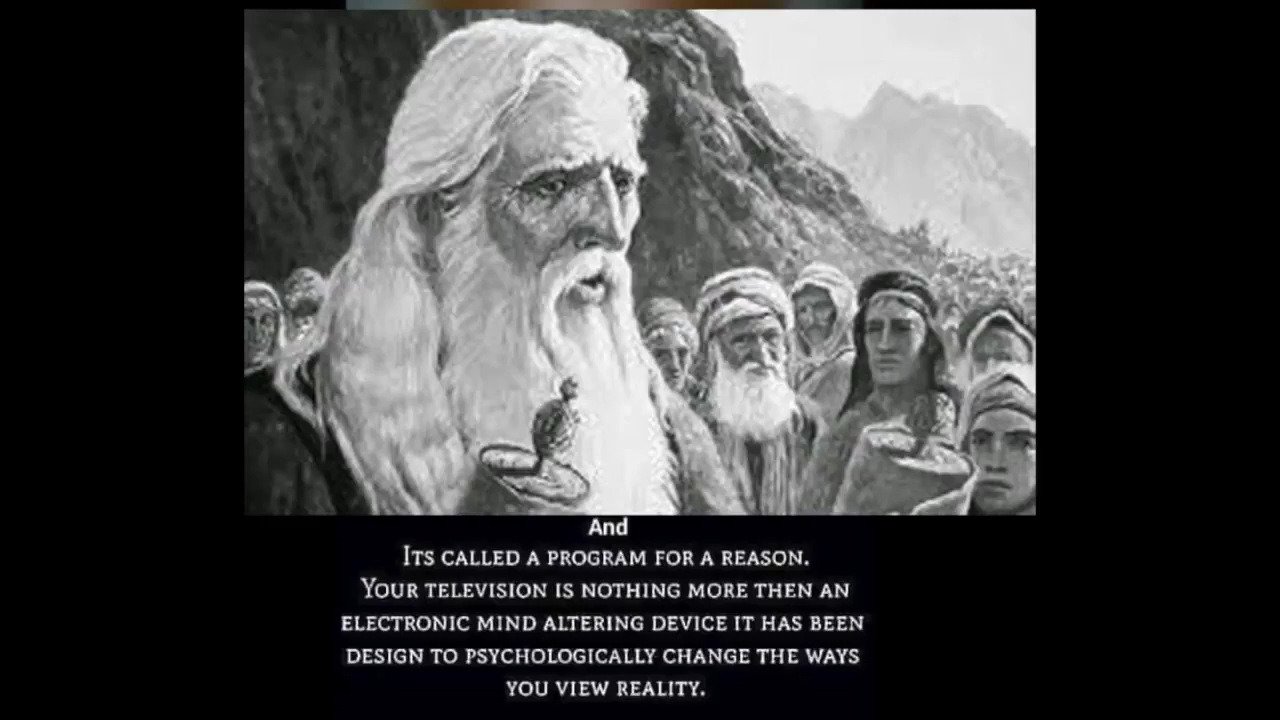 And
Its called a program for a reason.
Your television is nothing more then an
electronic mind altering device it has been
design to psychologically change the ways
you view reality.